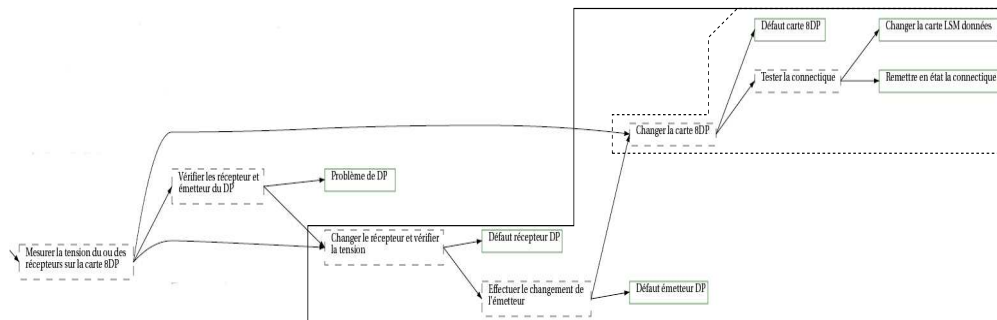 Défaut carte 8DP
Changer la carte LSM données
Tester la connectique
Remettre en état la connectique
Changer la carte 8DP
Vérifier les récepteur et
émetteur du DP
Problème de DP
Mesurer la tension du ou des
récepteurs sur la carte 8DP
Changer le récepteur et vérifier
la tension
Défaut récepteur DP
Effectuer le changement de
l'émetteur
Défaut émetteur DP